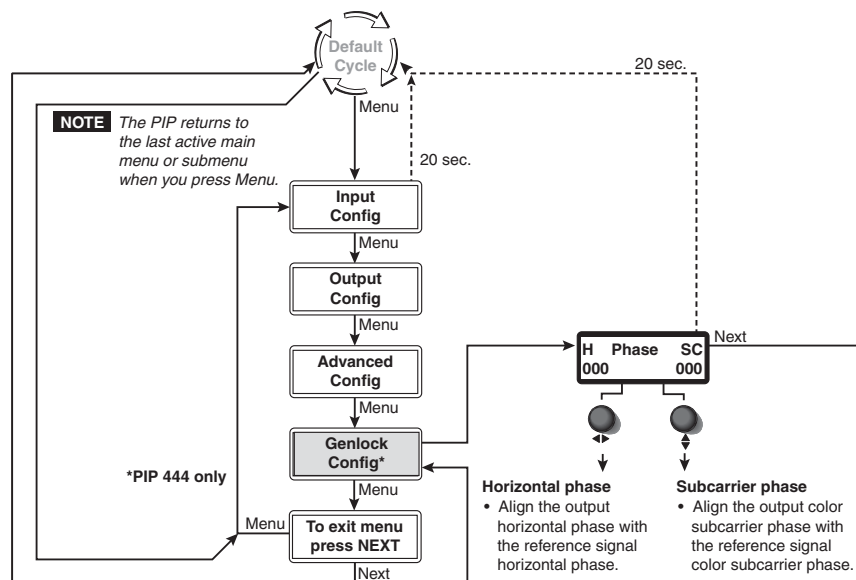 Default
Cycle
20 sec.
Menu
NOTE The PIP returns to
the last active main
menu or submenu
when you press Menu.
20 sec.
Input
Config
Menu
Output
Config
Menu
Advanced
Config
Menu
H Phase SC
000 000
Next
Genlock
Config*
*PIP 444 only
Menu
Horizontal phase
• Align the output
horizontal phase with
the reference signal
horizontal phase.
Subcarrier phase
• Align the output color
subcarrier phase with
the reference signal
color subcarrier phase.
Menu
To exit menu
press NEXT
Next